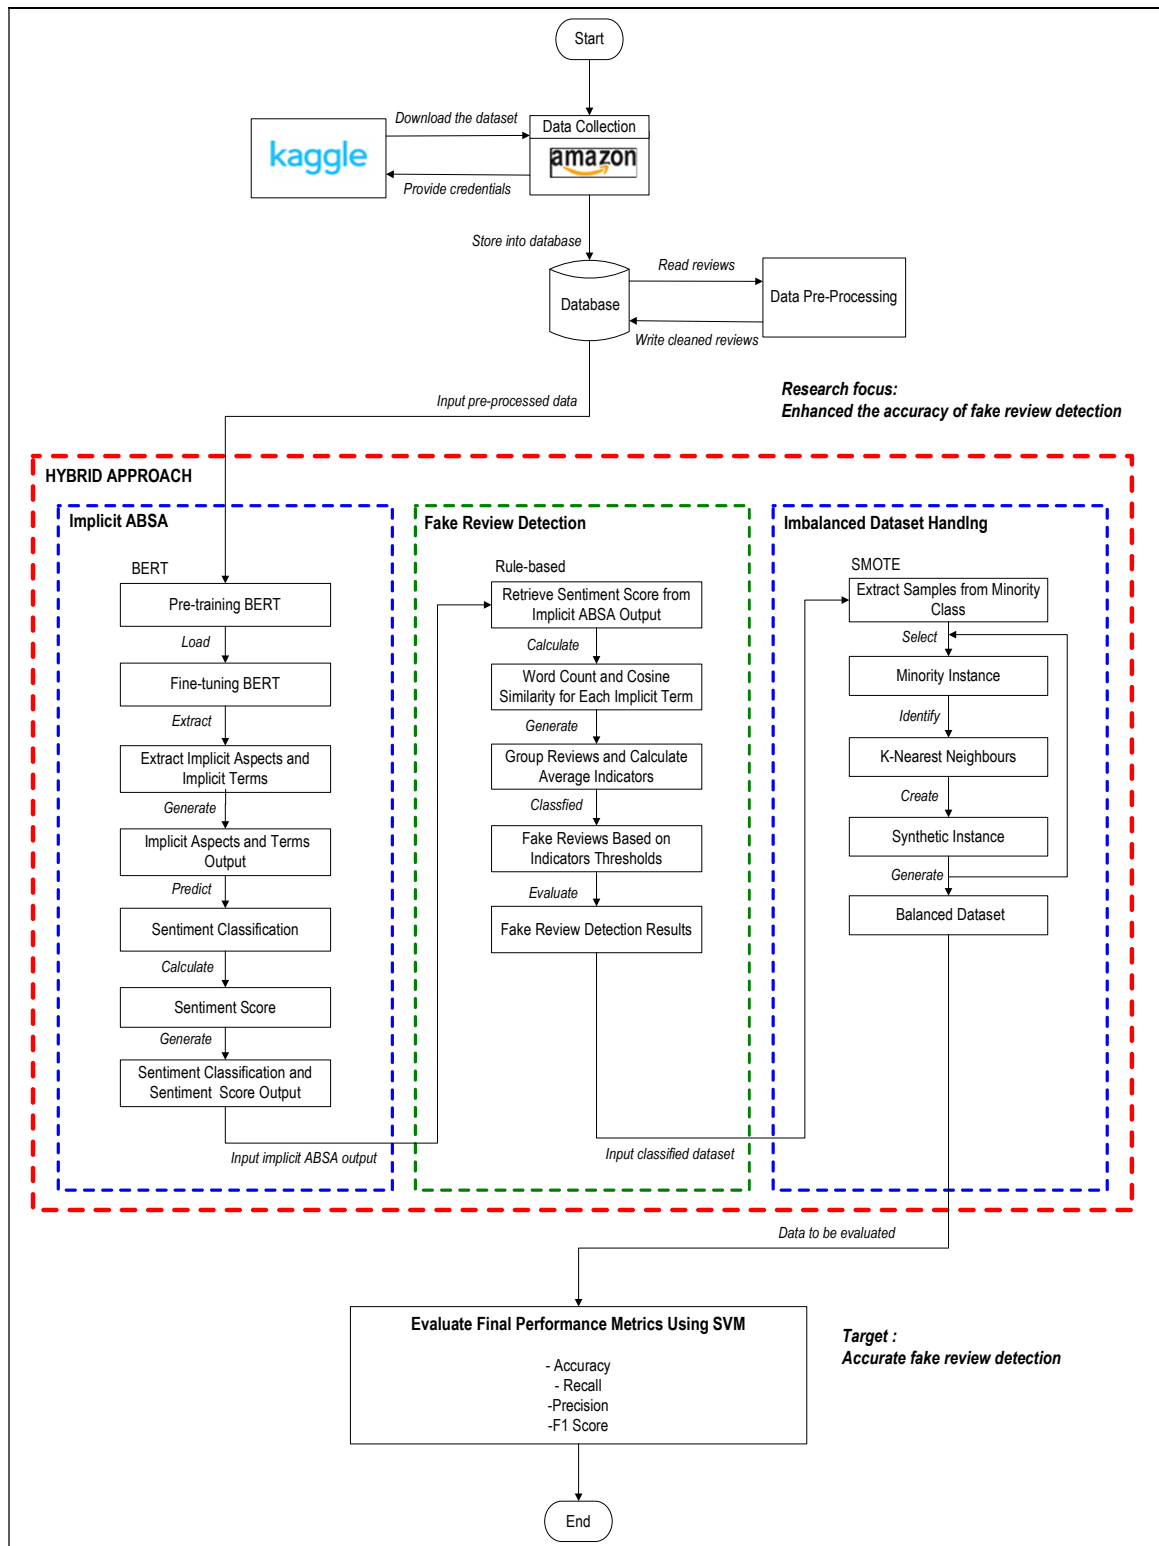 Start
Download the dataset
kaggle
Data Collection
amazon
Provide credentials
Store into database
Database
Read reviews
Data Pre-Processing
Write cleaned reviews
Input pre-processed data
Research focus:
Enhanced the accuracy of fake review detection
HYBRID APPROACH
Implicit ABSA
BERT
Pre-training BERT
Load
Fine-tuning BERT
Extract
Extract Implicit Aspects and
Implicit Terms
Generate
Implicit Aspects and Terms
Output
Predict
Sentiment Classification
Calculate
Sentiment Score
Generate
Sentiment Classification and
Sentiment Score Output
Input implicit ABSA output
Fake Review Detection
Rule-based
Retrieve Sentiment Score from
Implicit ABSA Output
Calculate
Word Count and Cosine
Similarity for Each Implicit Term
Generate
Group Reviews and Calculate
Average Indicators
Classfied
Fake Reviews Based on
Indicators Thresholds
Evaluate
Fake Review Detection Results
Input classified dataset
Imbalanced Dataset Handlng
SMOTE
Extract Samples from Minority
Class
Select
Minority Instance
Identify
K-Nearest Neighbours
Create
Synthetic Instance
Generate
Balanced Dataset
Data to be evaluated
Evaluate Final Performance Metrics Using SVM
- Accuracy
- Recall
-Precision
-F1 Score
Target :
Accurate fake review detection
End